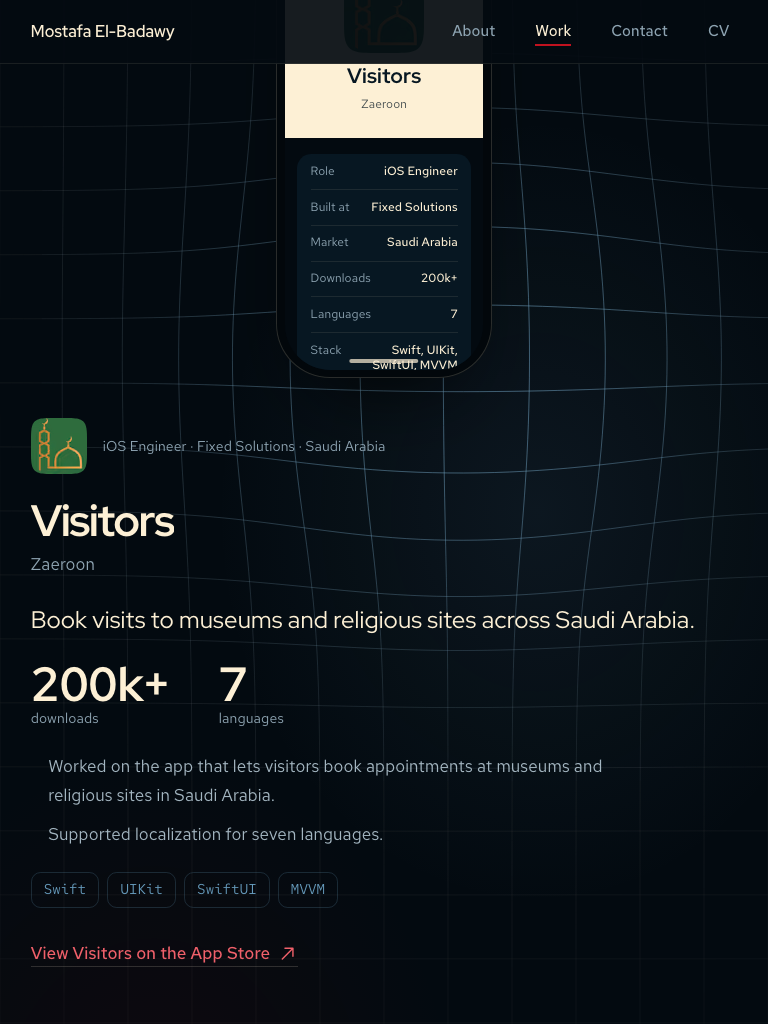 Mostafa El-Badawy
About
Work
Contact
CV
Visitors
Zaeroon
Role iOS Engineer
Built at Fixed Solutions
Market Saudi Arabia
Downloads 200k+
Languages 7
Stack Swift, UIKit,
SwiftUI, MVVM
iOS Engineer · Fixed Solutions · Saudi Arabia
Visitors
Zaeroon
Book visits to museums and religious sites across Saudi Arabia.
200k+
downloads
7
languages
Worked on the app that lets visitors book appointments at museums and
religious sites in Saudi Arabia.
Supported localization for seven languages.
Swift
UIKit
SwiftUI
MVVM
View Visitors on the App Store